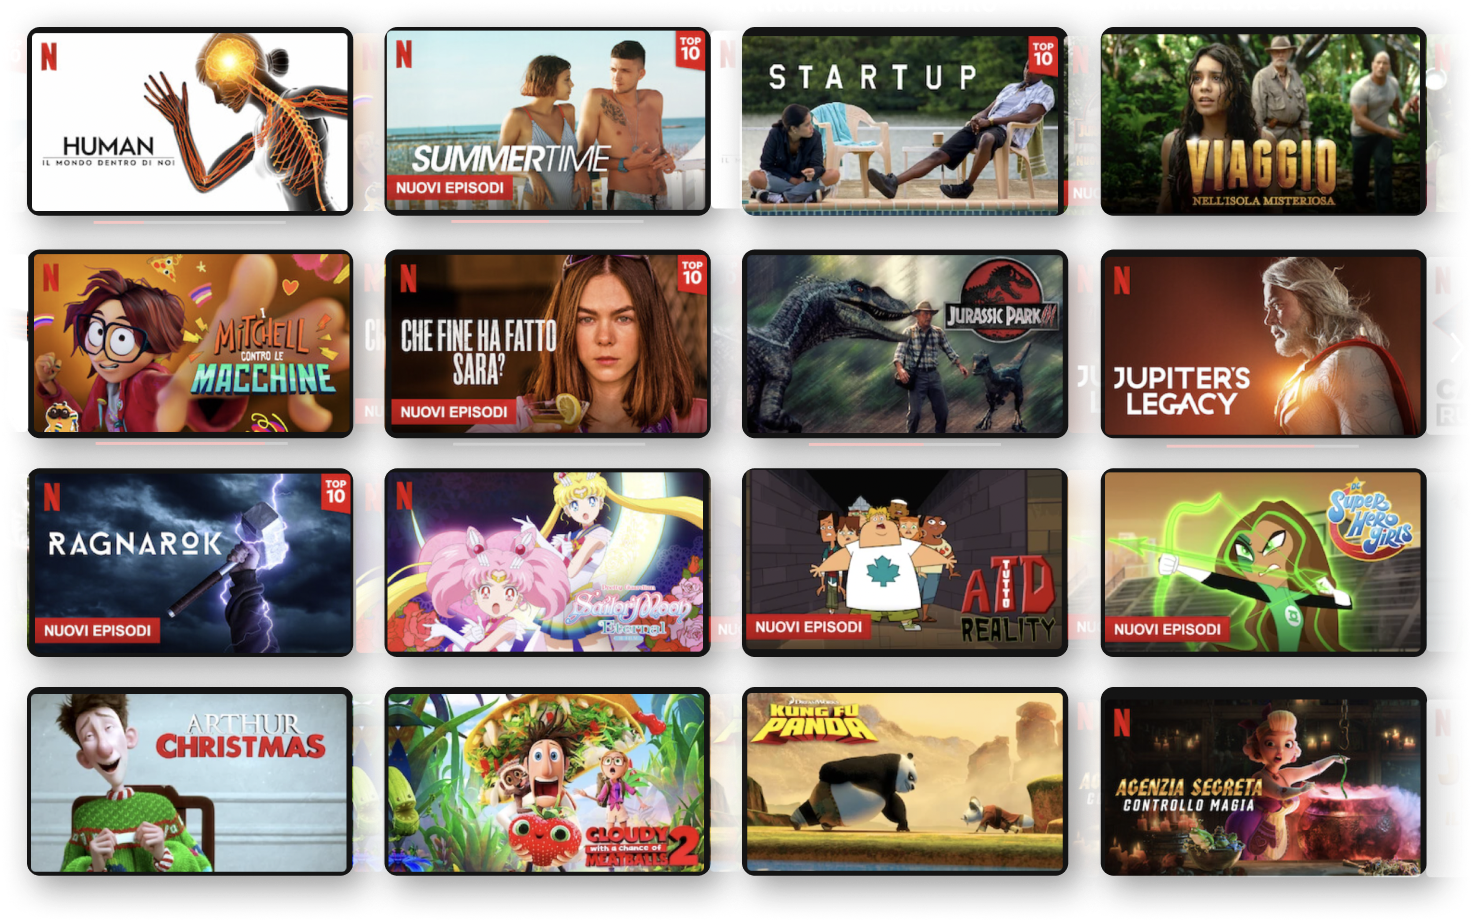 N
HUMAN
IL MONDO DENTRO DI NOI
N
TOP
10
SUMMERTIME
NUOVI EPISODI
TOP
10
STARTUP
VIAGGIO
NELL'ISOLA MISTERIOSA
N
I
MITCHELL
CONTRO LE
MACCHINE
N
TOP
10
CHE FINE HA FATTO
SARA?
NUOVI EPISODI
JURASSIC PARK III
N
JUPITER'S
LEGACY
N
TOP
10
RAGNAROK
NUOVI EPISODI
N
Sailor Moon
Eternal
A TUTTO
REALITY
NUOVI EPISODI
DC
Super
Hero
Girls
NUOVI EPISODI
ARTHUR
CHRISTMAS
CLOUDY
with a chance of
MEATBALLS 2
DREAMWORKS
KUNG FU
PANDA
N
AGENZIA SEGRETA
CONTROLLO MAGIA